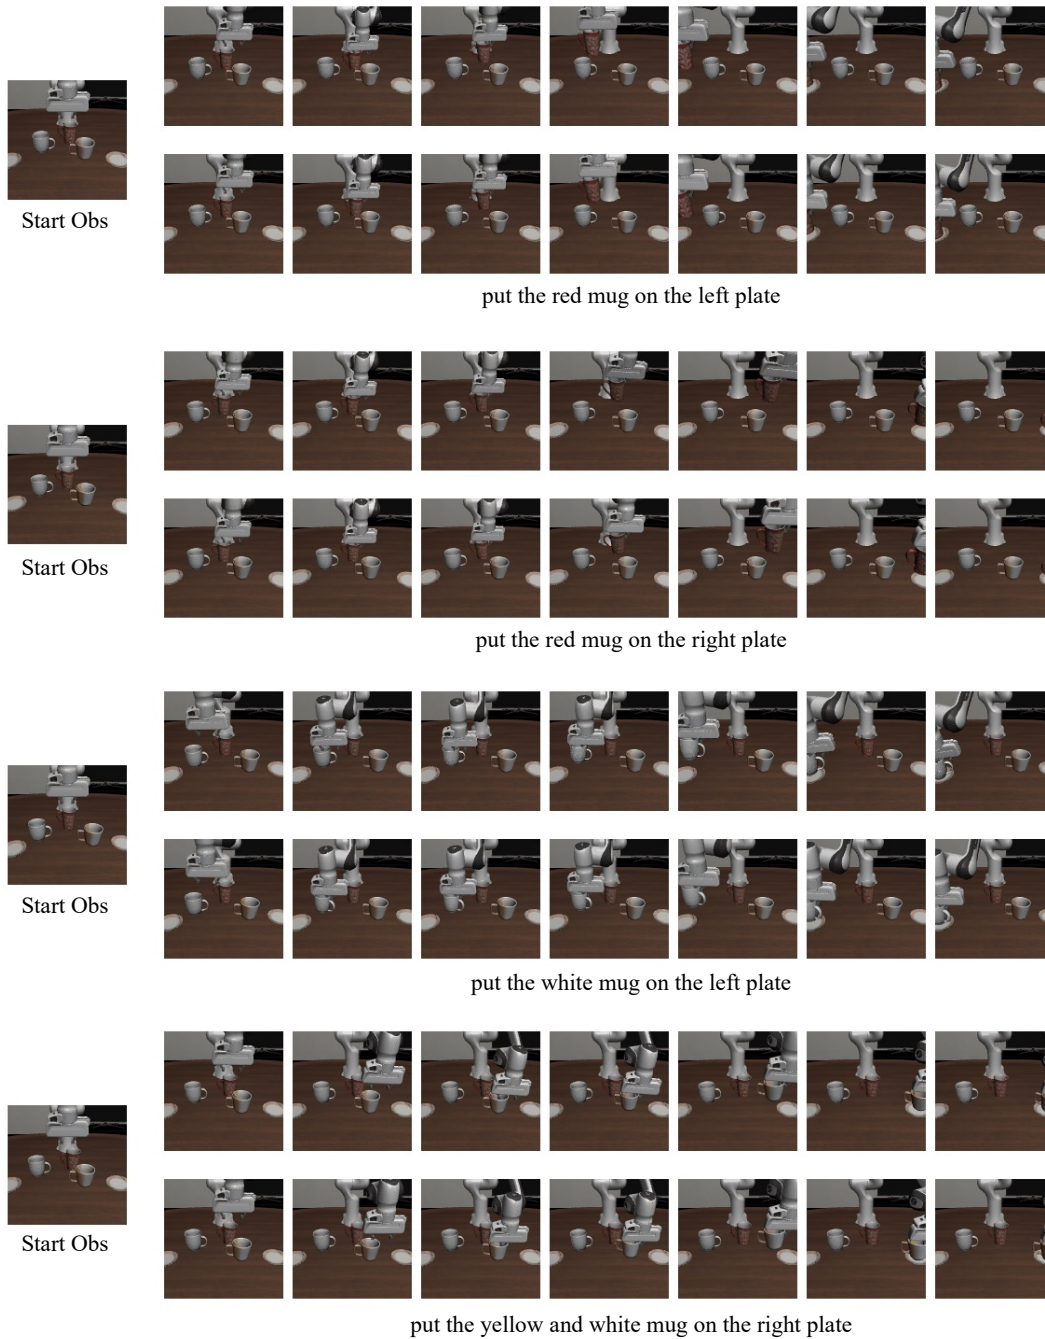 Start Obs
put the red mug on the left plate
Start Obs
put the red mug on the right plate
Start Obs
put the white mug on the left plate
Start Obs
put the yellow and white mug on the right plate